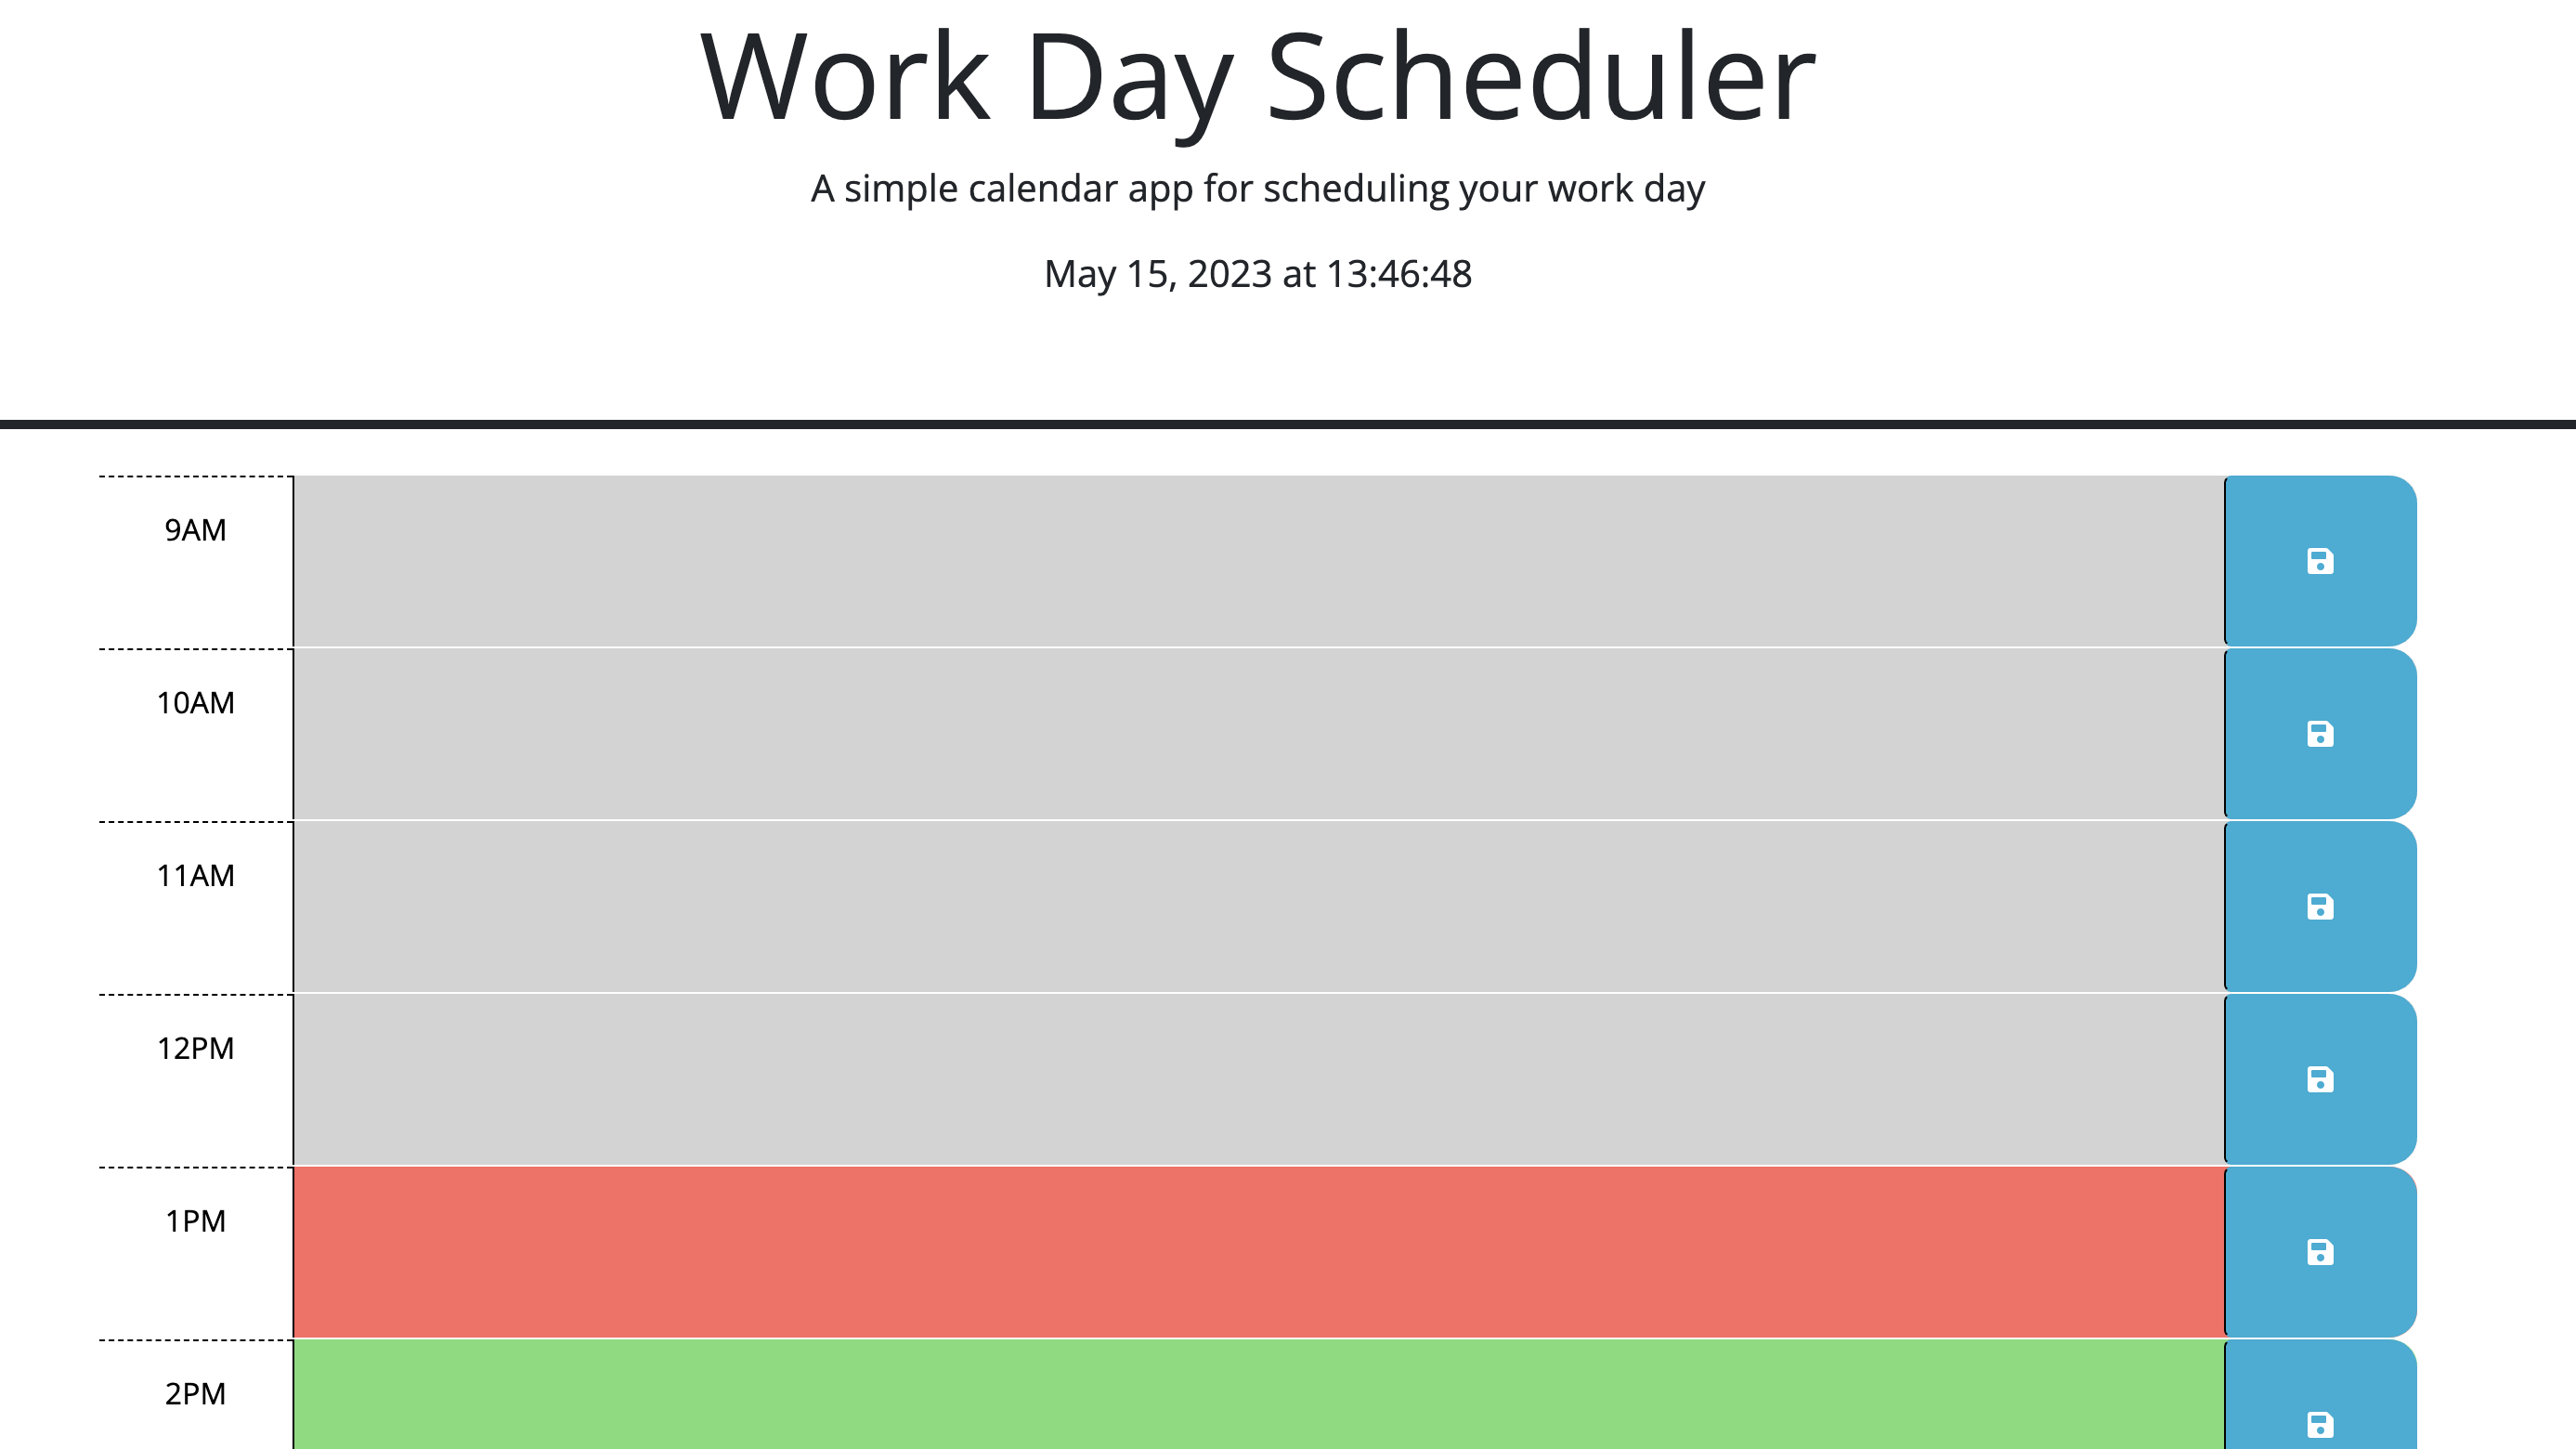 Work Day Scheduler
A simple calendar app for scheduling your work day
May 15, 2023 at 13:46:48
9AM
10AM
11AM
12PM
1PM
2PM